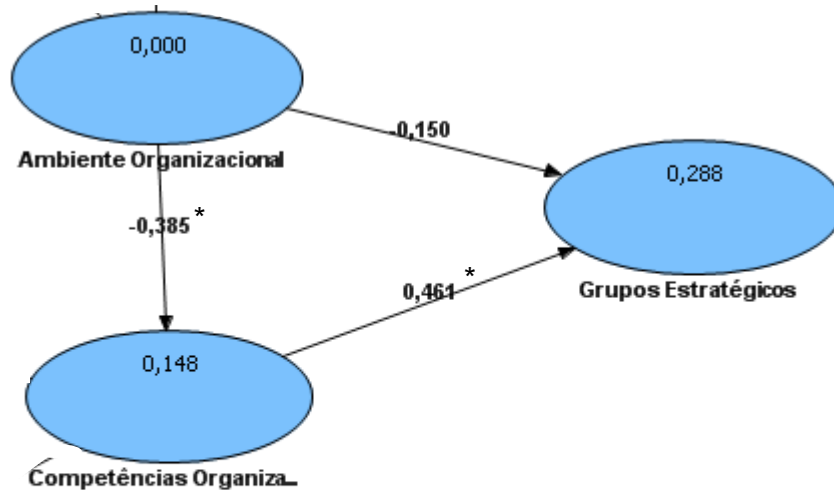 0,000
Ambiente Organizacional
-0,150
0,288
Grupos Estratégicos
-0,385 *
0,461 *
0,148
Competências Organiza...